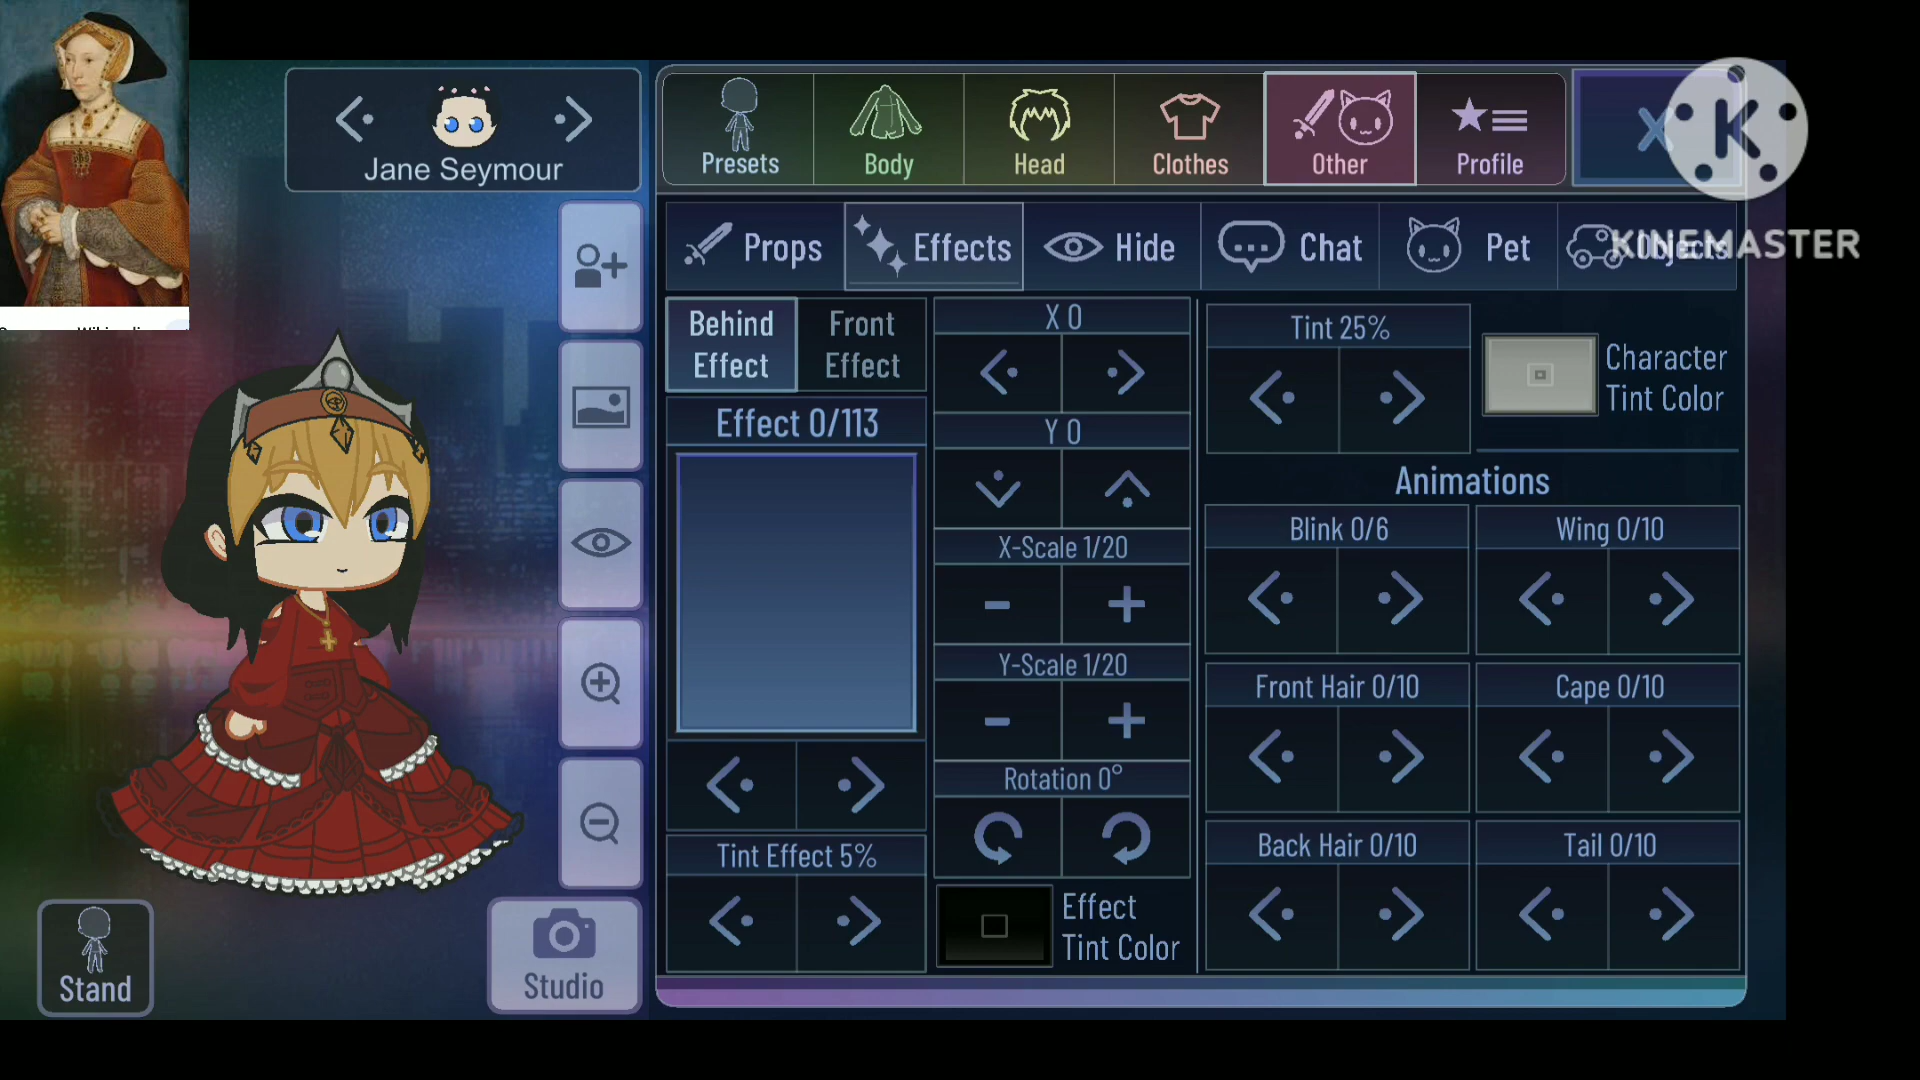 Jane Seymour
Presets
Body
Head
Clothes
Other
Profile
X
K
KINEMASTER
Props
Effects
Hide
Chat
Pet
Objects
Behind
Effect
Front
Effect
Effect 0/113
Tint Effect 5%
X 0
Y 0
X-Scale 1/20
Y-Scale 1/20
Rotation 0°
Effect
Tint Color
Tint 25%
Character
Tint Color
Animations
Blink 0/6
Wing 0/10
Front Hair 0/10
Cape 0/10
Back Hair 0/10
Tail 0/10
Stand
Studio